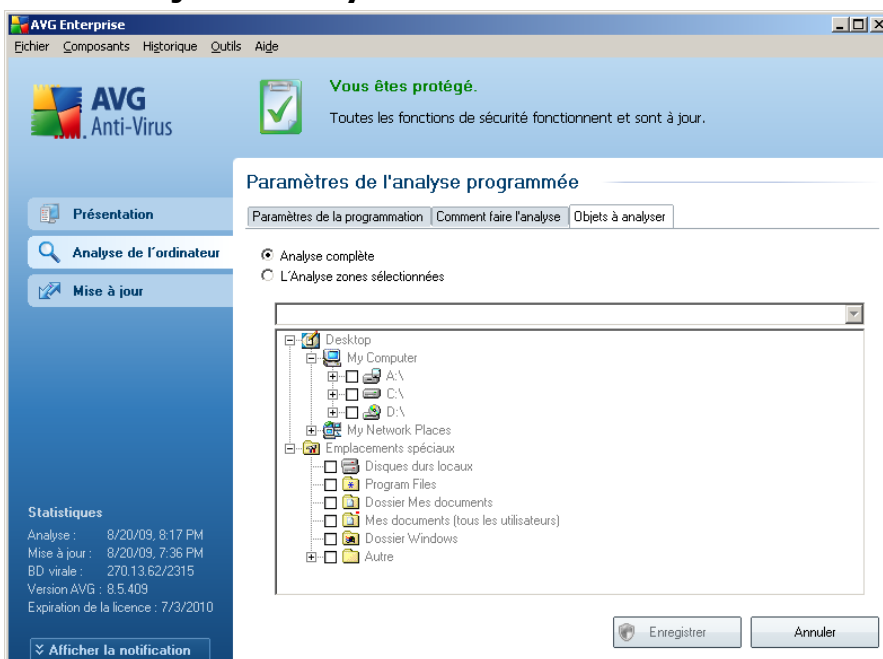 AVG Enterprise
Fichier Composants Historique Outils Aide
AVG
Anti-Virus
Vous êtes protégé.
Toutes les fonctions de sécurité fonctionnent et sont à jour.
Paramètres de l'analyse programmée
Présentation
Analyse de l´ordinateur
Mise à jour
Paramètres de la programmation Comment faire l'analyse Objets à analyser
Analyse complète
L´Analyse zones sélectionnées
Desktop
My Computer
A:\
C:\
D:\
My Network Places
Emplacements spéciaux
Disques durs locaux
Program Files
Dossier Mes documents
Mes documents (tous les utilisateurs)
Dossier Windows
Autre
Statistiques
Analyse : 8/20/09, 8:17 PM
Mise à jour : 8/20/09, 7:36 PM
BD virale : 270.13.62/2315
Version AVG : 8.5.409
Expiration de la licence : 7/3/2010
Afficher la notification
Enregistrer
Annuler